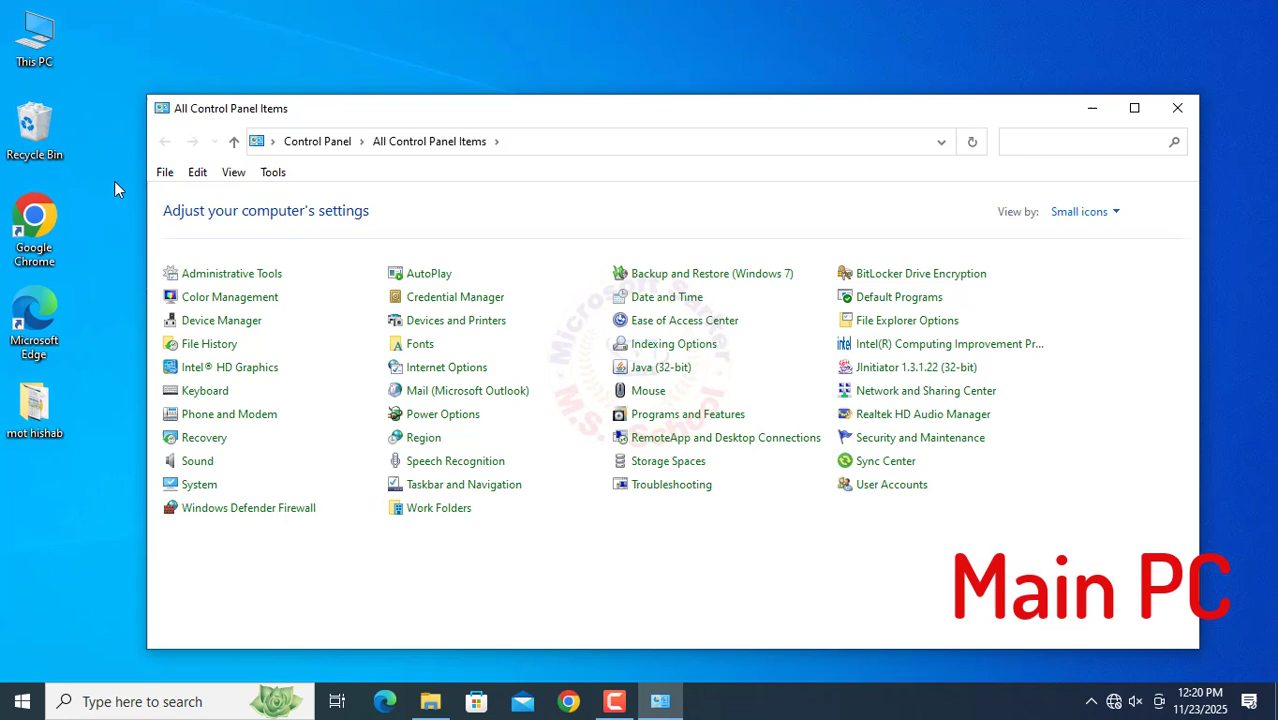 This PC
Recycle Bin
Google
Chrome
Microsoft
Edge
mot hishab
All Control Panel Items
Control Panel
All Control Panel Items
File
Edit
View
Tools
Adjust your computer's settings
View by:
Small icons
Administrative Tools
AutoPlay
Backup and Restore (Windows 7)
BitLocker Drive Encryption
Color Management
Credential Manager
Date and Time
Default Programs
Device Manager
Devices and Printers
Ease of Access Center
File Explorer Options
File History
Fonts
Indexing Options
Intel(R) Computing Improvement Pr...
Intel® HD Graphics
Internet Options
Java (32-bit)
JInitiator 1.3.1.22 (32-bit)
Keyboard
Mail (Microsoft Outlook)
Mouse
Network and Sharing Center
Phone and Modem
Power Options
Programs and Features
Realtek HD Audio Manager
Recovery
Region
RemoteApp and Desktop Connections
Security and Maintenance
Sound
Speech Recognition
Storage Spaces
Sync Center
System
Taskbar and Navigation
Troubleshooting
User Accounts
Windows Defender Firewall
Work Folders
Microsoft Sarker
M.S. School
Main PC
Type here to search
12:20 PM
11/23/2025